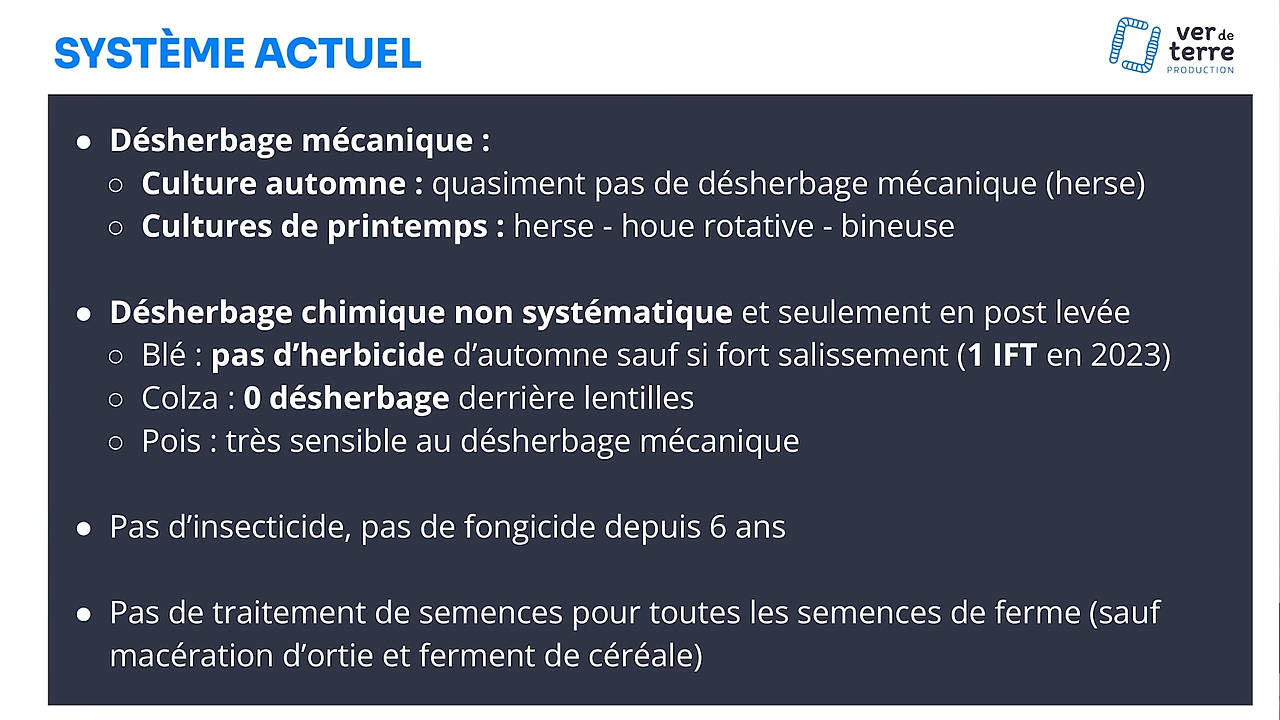 SYSTÈME ACTUEL
ver de
terre
PRODUCTION
● Désherbage mécanique :
○ Culture automne : quasiment pas de désherbage mécanique (herse)
○ Cultures de printemps : herse - houe rotative - bineuse
● Désherbage chimique non systématique et seulement en post levée
○ Blé : pas d’herbicide d’automne sauf si fort salissement (1 IFT en 2023)
○ Colza : 0 désherbage derrière lentilles
○ Pois : très sensible au désherbage mécanique
● Pas d’insecticide, pas de fongicide depuis 6 ans
● Pas de traitement de semences pour toutes les semences de ferme (sauf
macération d’ortie et ferment de céréale)